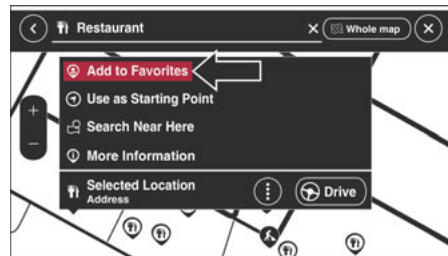 Restaurant
Whole map
Add to Favorites
Use as Starting Point
Search Near Here
More Information
Selected Location
Address
Drive